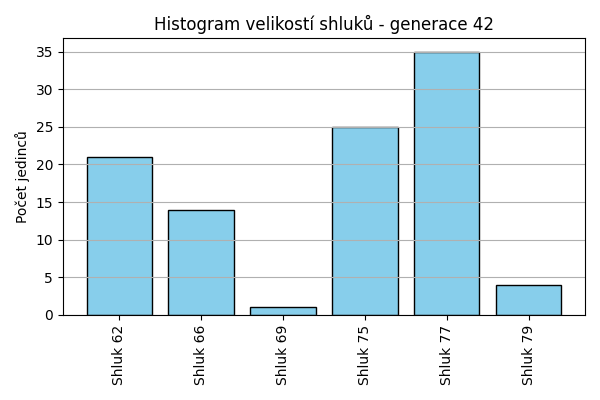 Histogram velikostí shluků - generace 42
Počet jedinců
35
30
25
20
15
10
5
0
Shluk 62
Shluk 66
Shluk 69
Shluk 75
Shluk 77
Shluk 79